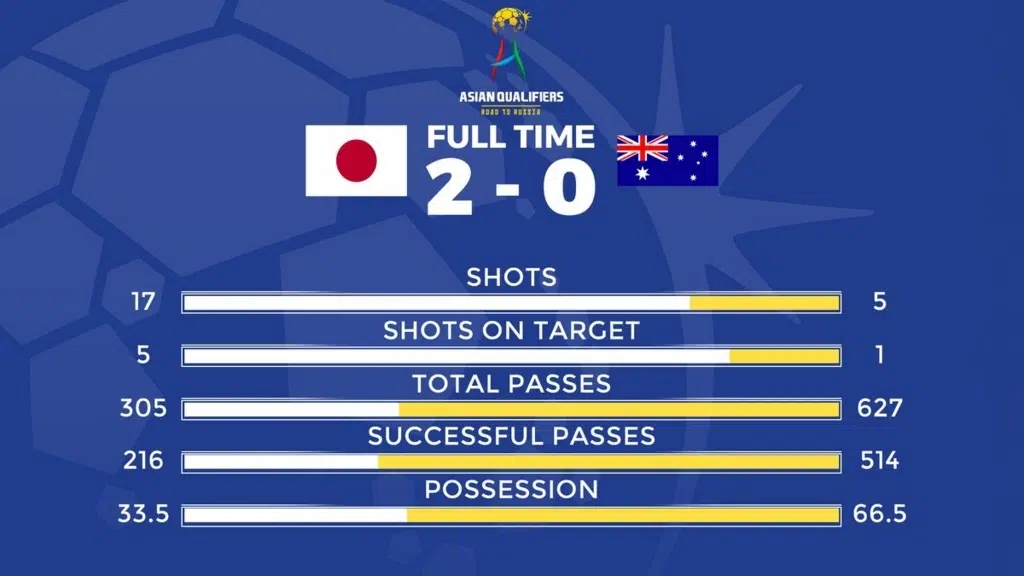 ASIAN QUALIFIERS
ROAD TO RUSSIA
FULL TIME
2 - 0
SHOTS
17 5
SHOTS ON TARGET
5 1
TOTAL PASSES
305 627
SUCCESSFUL PASSES
216 514
POSSESSION
33.5 66.5